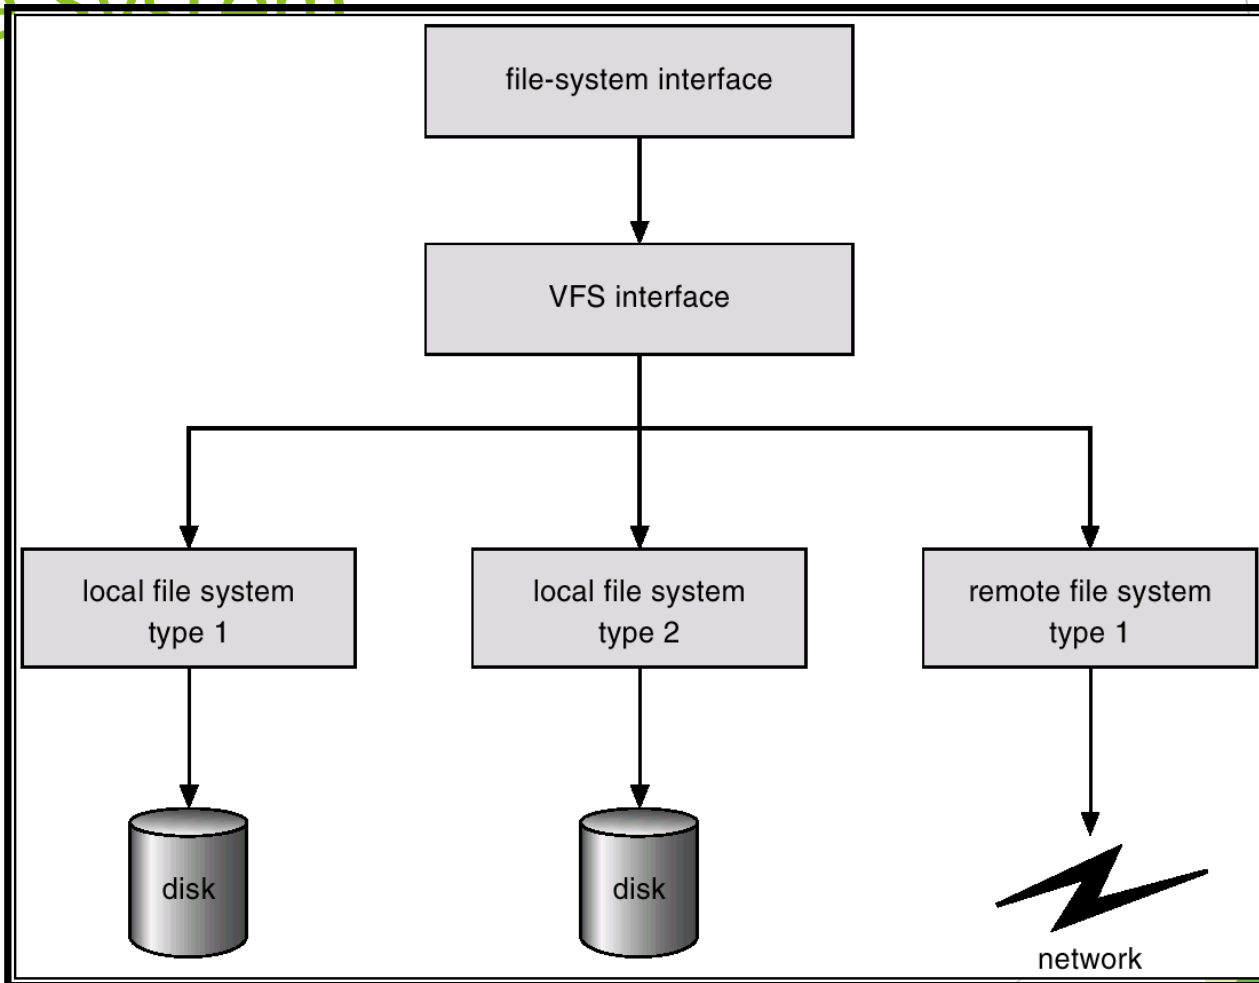 system
file-system interface
VFS interface
local file system
type 1
local file system
type 2
remote file system
type 1
disk
disk
network